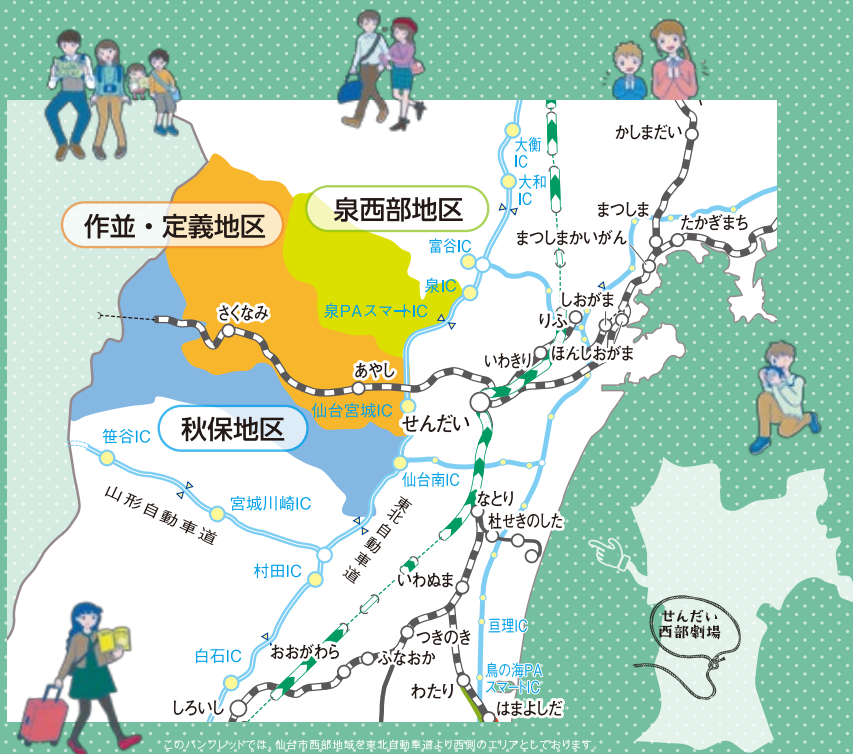 かしまだい
大衡
IC
大和
IC
泉西部地区
作並・定義地区
まつしま
たかぎまち
まつしまかいがん
富谷IC
泉IC
しおがま
泉PAスマートIC
りふ
さくなみ
ほんしおがま
いわきり
あやし
仙台宮城IC
せんだい
秋保地区
笹谷IC
仙台南IC
宮城川崎IC
山形自動車道
なとり
東北自動車道
杜せきのした
村田IC
いわぬま
せんだい
西部劇場
亘理IC
つきのき
おおがわら
ふなおか
白石IC
鳥の海PA
スマートIC
わたり
しろいし
はまよしだ
このパンフレットでは、仙台市西部地域を東北自動車道より西側のエリアとしております。